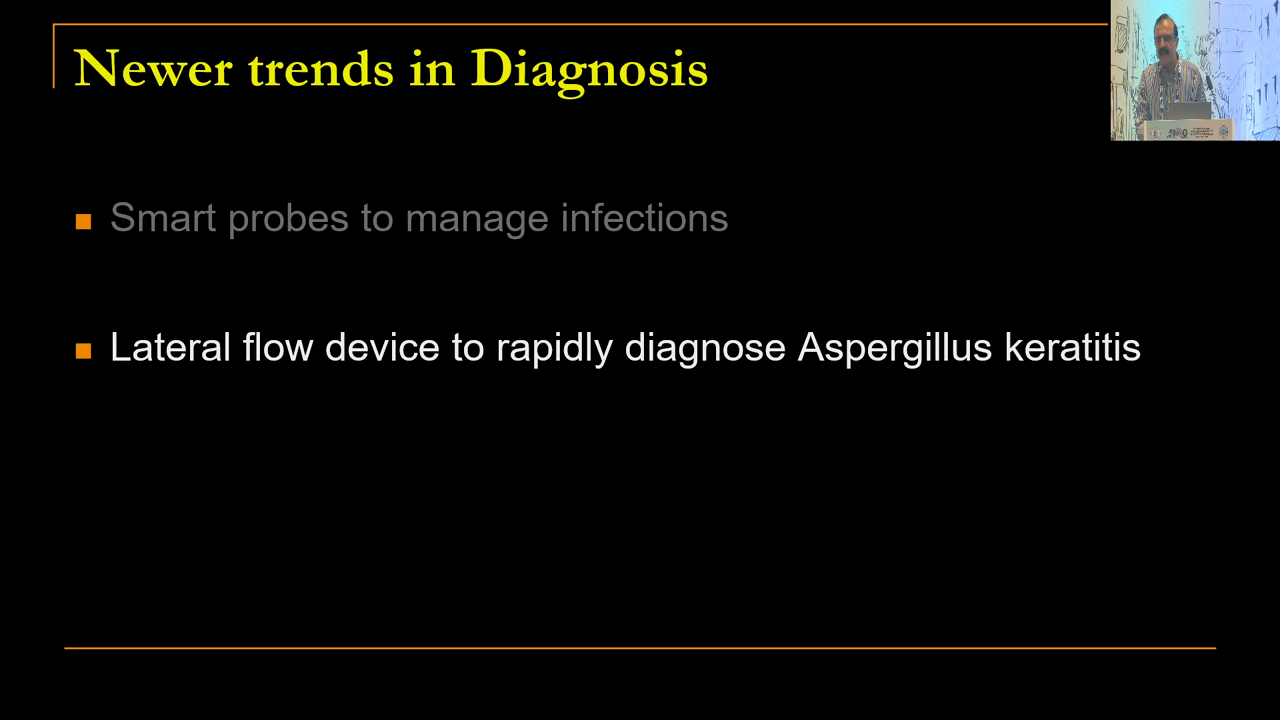 Newer trends in Diagnosis
Smart probes to manage infections
Lateral flow device to rapidly diagnose Aspergillus keratitis